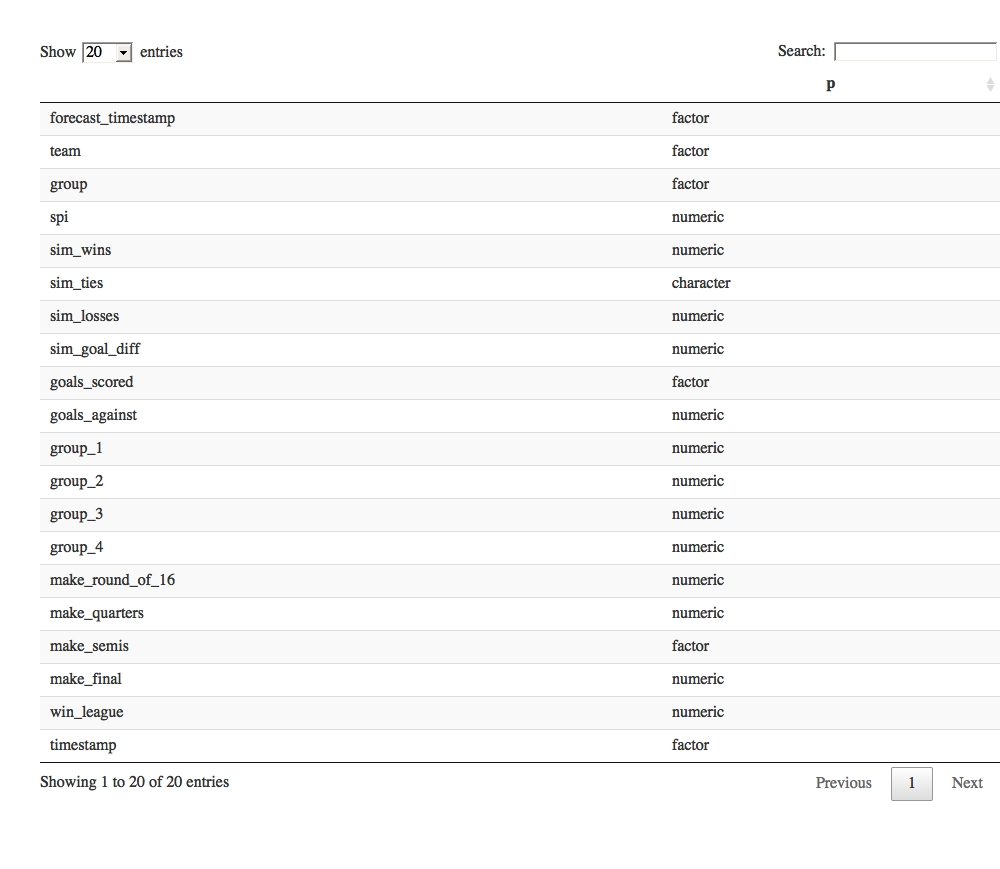 Show 20 entries Search:
p
forecast_timestamp factor
team factor
group factor
spi numeric
sim_wins numeric
sim_ties character
sim_losses numeric
sim_goal_diff numeric
goals_scored factor
goals_against numeric
group_1 numeric
group_2 numeric
group_3 numeric
group_4 numeric
make_round_of_16 numeric
make_quarters numeric
make_semis factor
make_final numeric
win_league numeric
timestamp factor
Showing 1 to 20 of 20 entries Previous 1 Next